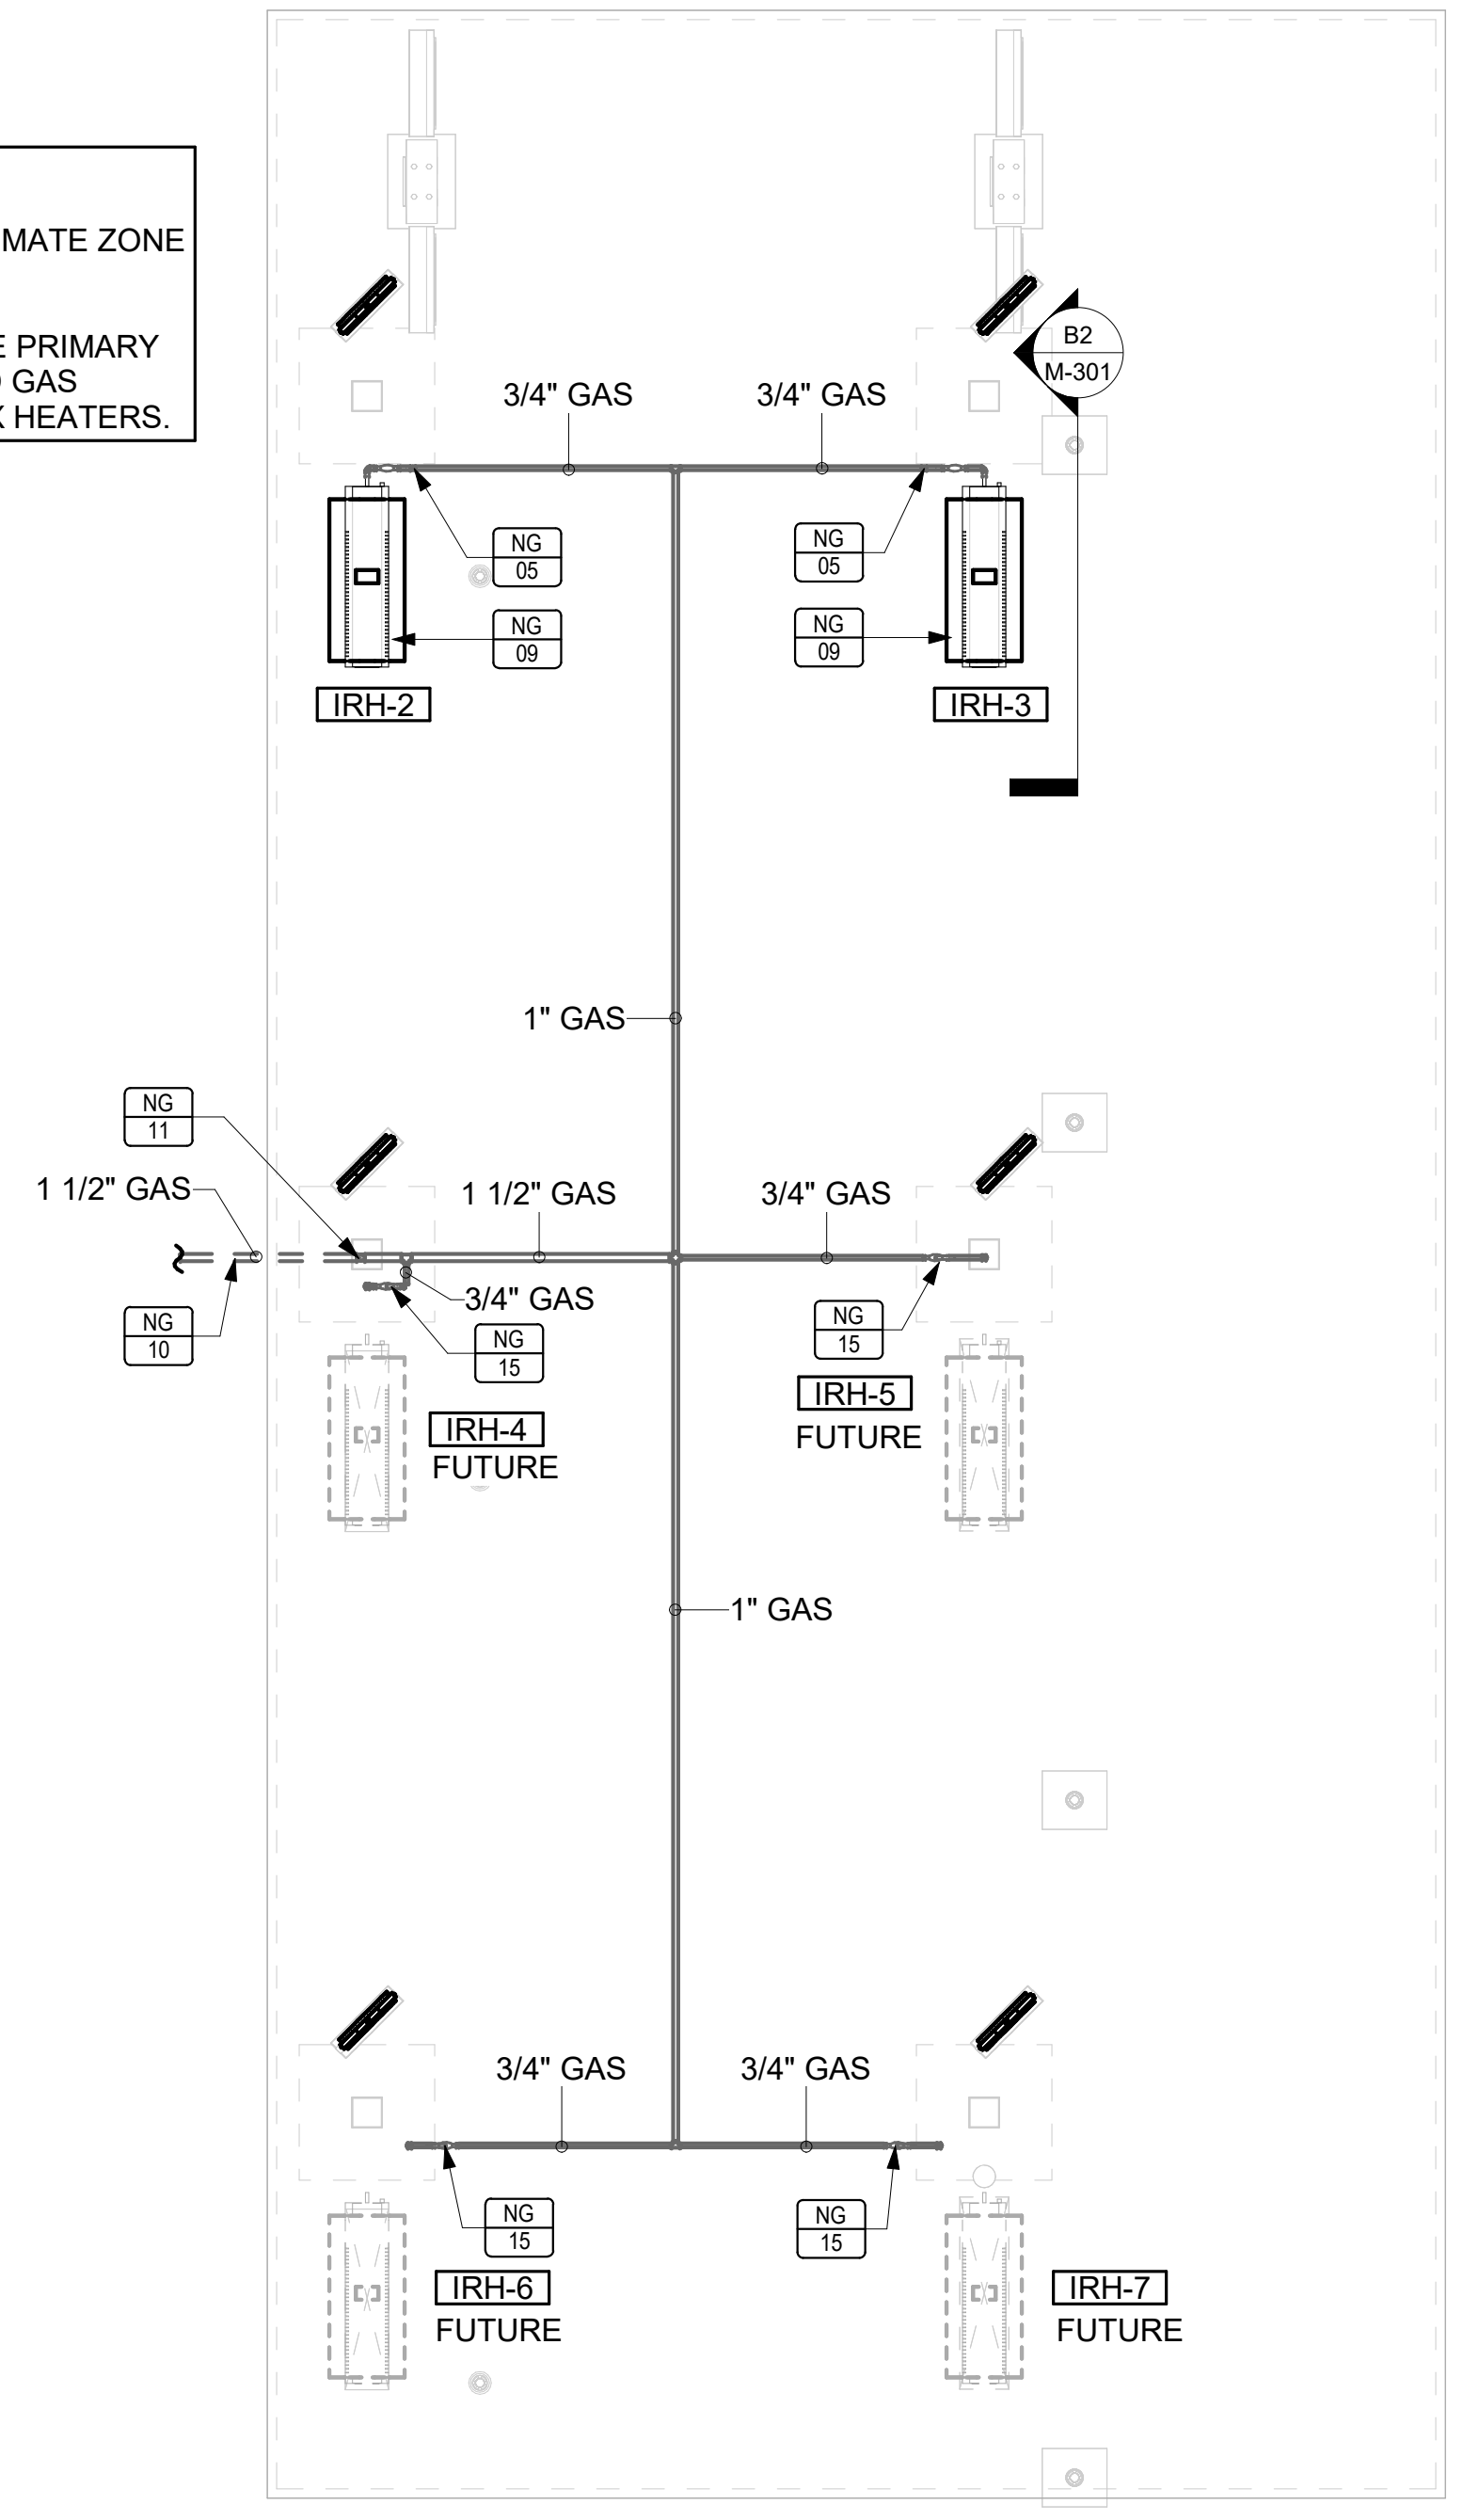 MATE ZONE
E PRIMARY
GAS
HEATERS.
B2
M-301
3/4" GAS
3/4" GAS
NG
05
NG
05
NG
09
NG
09
IRH-2
IRH-3
1" GAS
NG
11
1 1/2" GAS
1 1/2" GAS
3/4" GAS
3/4" GAS
NG
10
NG
15
NG
15
IRH-5
FUTURE
IRH-4
FUTURE
1" GAS
3/4" GAS
3/4" GAS
NG
15
NG
15
IRH-6
FUTURE
IRH-7
FUTURE